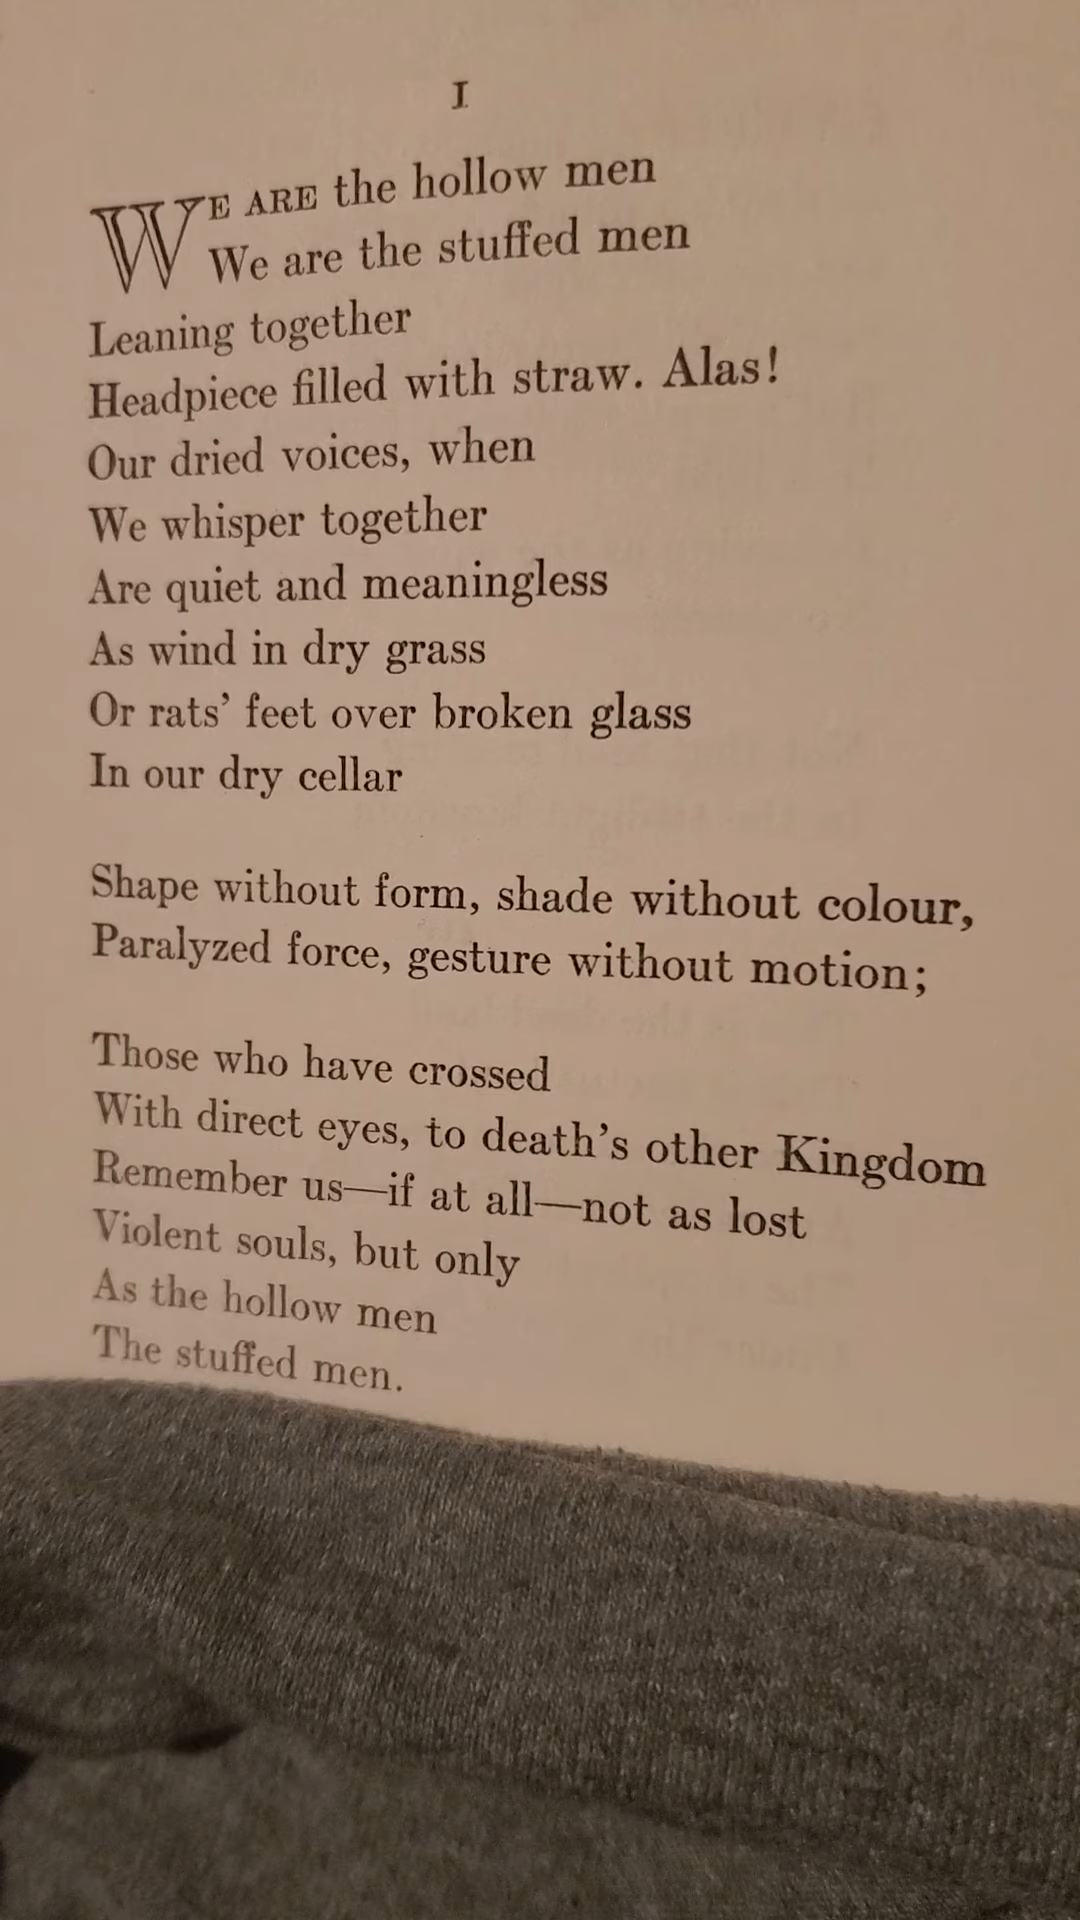 I
WE ARE the hollow men
We are the stuffed men
Leaning together
Headpiece filled with straw. Alas!
Our dried voices, when
We whisper together
Are quiet and meaningless
As wind in dry grass
Or rats’ feet over broken glass
In our dry cellar
Shape without form, shade without colour,
Paralyzed force, gesture without motion;
Those who have crossed
With direct eyes, to death’s other Kingdom
Remember us—if at all—not as lost
Violent souls, but only
As the hollow men
The stuffed men.